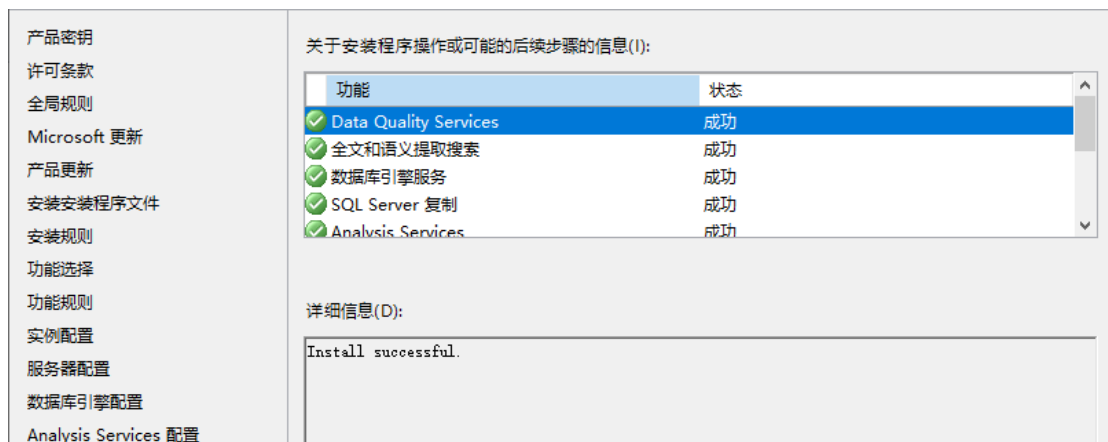 产品密钥
许可条款
全局规则
Microsoft 更新
产品更新
安装安装程序文件
安装规则
功能选择
功能规则
实例配置
服务器配置
数据库引擎配置
Analysis Services 配置
关于安装程序操作或可能的后续步骤的信息(I):
功能 状态
Data Quality Services 成功
全文和语义提取搜索 成功
数据库引擎服务 成功
SQL Server 复制 成功
Analysis Services 成功
详细信息(D):
Install successful.